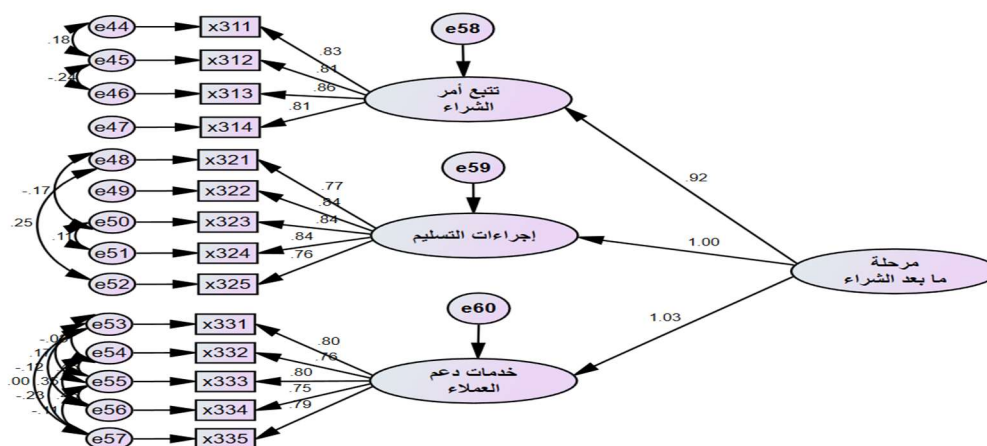 e44 x311
.18
e45 x312
-.24
e46 x313
e47 x314
.83
.81
.86
.81
e58
تتبع أمر
الشراء
e48 x321
e49 x322
e50 x323
e51 x324
e52 x325
-.17
.25
.77
.84
.84
.84
.76
e59
إجراءات التسليم
e53 x331
e54 x332
e55 x333
e56 x334
e57 x335
.17
-.12
.00
-.23
-.11
.80
.76
.80
.75
.79
e60
خدمات دعم
العملاء
.92
1.00
1.03
مرحلة
ما بعد الشراء